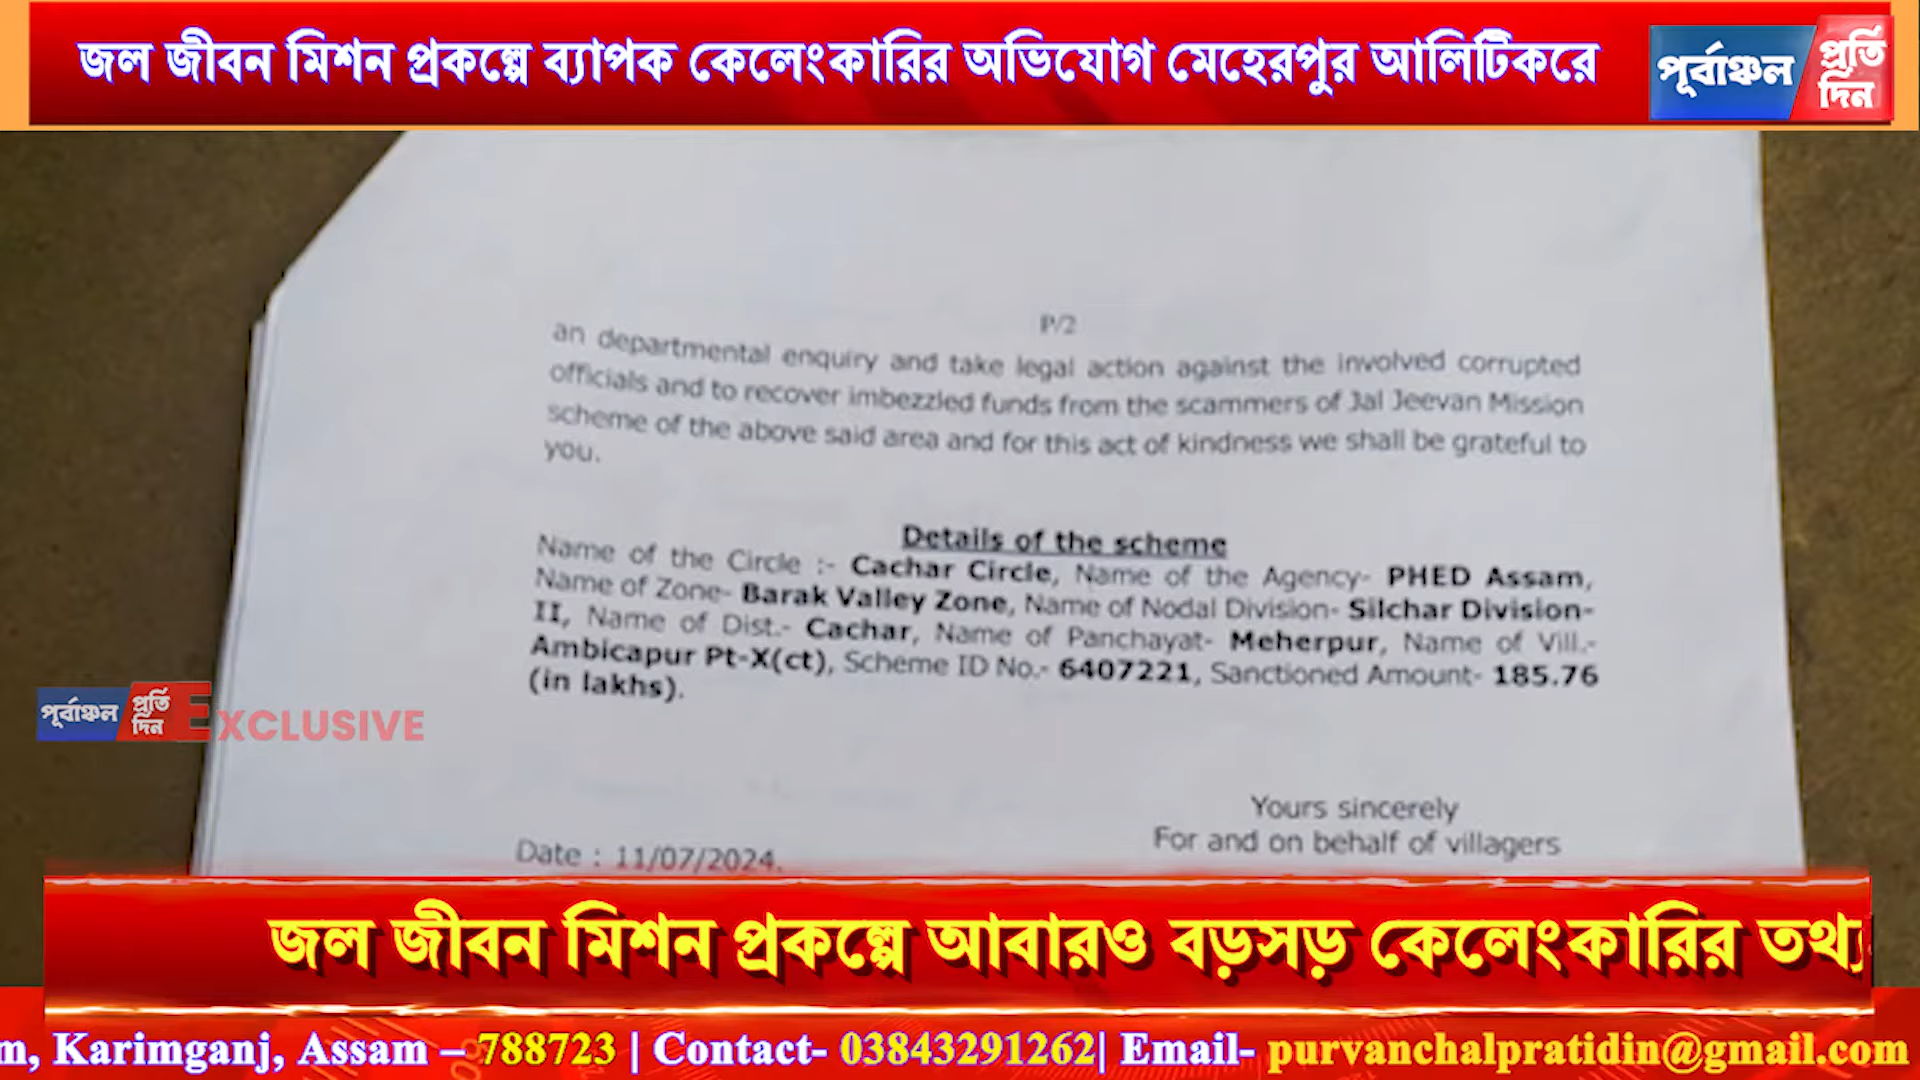 জল জীবন মিশন প্রকল্পে ব্যাপক কেলেংকারির অভিযোগ মেহেরপুর আলিটিকরে
পূর্বাঞ্চল প্রতি দিন
P/2
an departmental enquiry and take legal action against the involved corrupted
officials and to recover imbezzled funds from the scammers of Jal Jeevan Mission
scheme of the above said area and for this act of kindness we shall be grateful to
you.
Details of the scheme
Name of the Circle :- Cachar Circle, Name of the Agency- PHED Assam,
Name of Zone- Barak Valley Zone, Name of Nodal Division- Silchar Division-
II, Name of Dist.- Cachar, Name of Panchayat- Meherpur, Name of Vill.-
Ambicapur Pt-X(ct), Scheme ID No.- 6407221, Sanctioned Amount- 185.76
(in lakhs).
পূর্বাঞ্চল প্রতি দিন EXCLUSIVE
Yours sincerely
For and on behalf of villagers
Date : 11/07/2024.
জল জীবন মিশন প্রকল্পে আবারও বড়সড় কেলেংকারির তথ্য
m, Karimganj, Assam – 788723 | Contact- 03843291262| Email- purvanchalpratidin@gmail.com